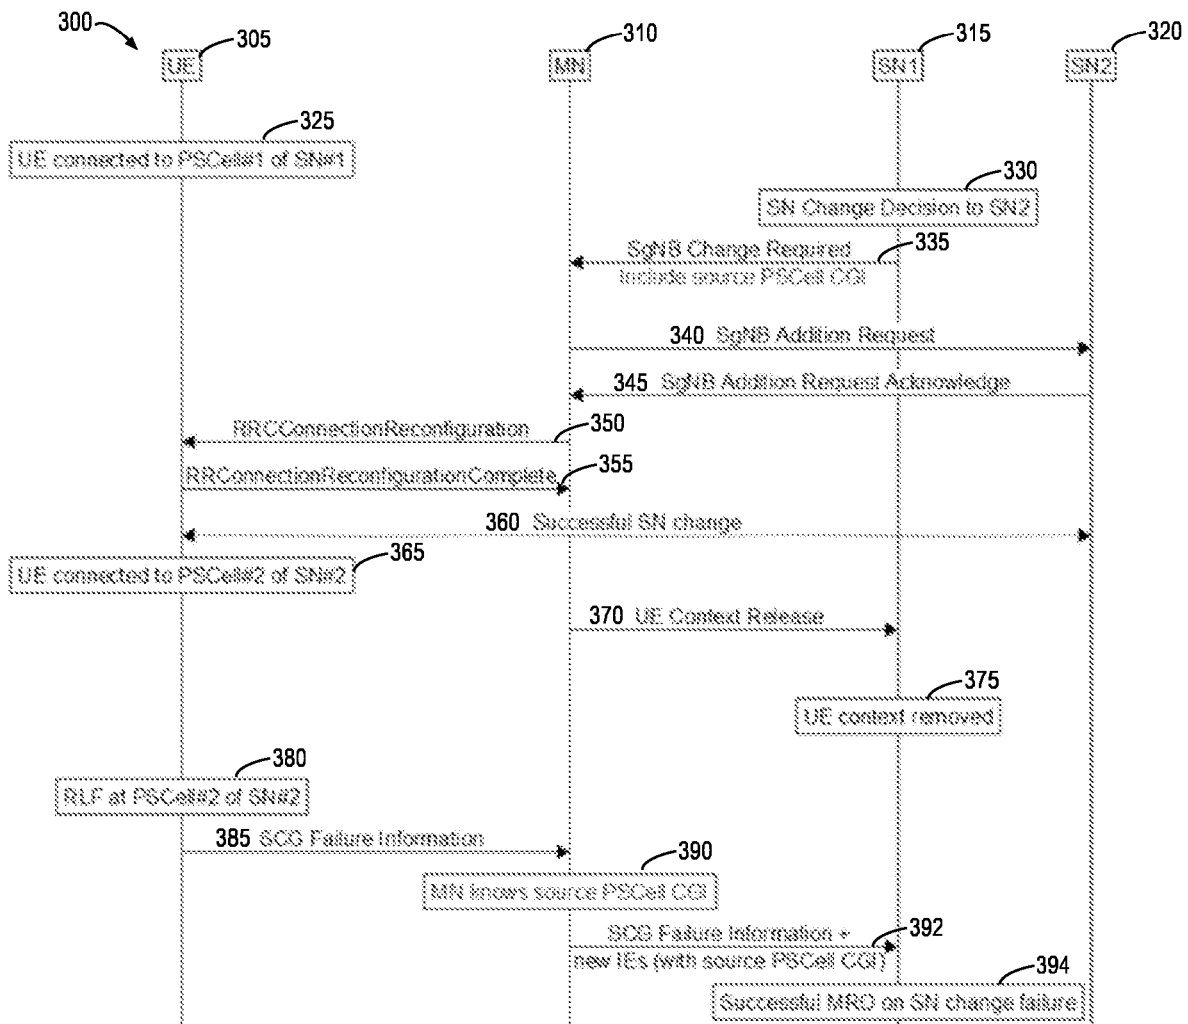 300
305
310
315
320
UE
MN
SN1
SN2
325
UE connected to PSCell#1 of SN#1
330
SN Change Decision to SN2
335
SgNB Change Required
Include source PSCell CGI
340 SgNB Addition Request
345 SgNB Addition Request Acknowledge
RRCConnectionReconfiguration 350
RRConnectionReconfigurationComplete 355
360 Successful SN change
365
UE connected to PSCell#2 of SN#2
370 UE Context Release
375
UE context removed
380
RLF at PSCell#2 of SN#2
385 SCG Failure Information
390
MN knows source PSCell CGI
SCG Failure Information + 392
new IEs (with source PSCell CGI)
394
Successful MRO on SN change failure